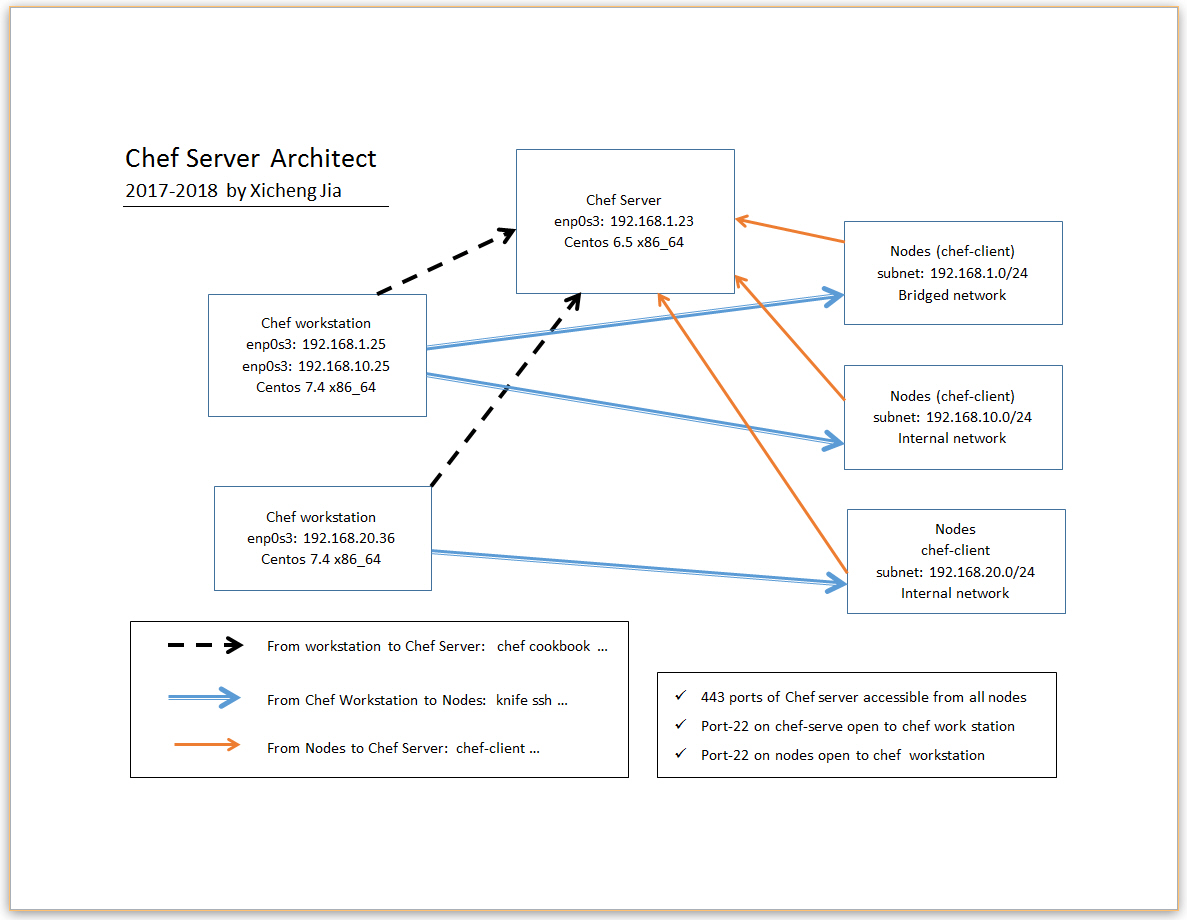 Chef Server Architect
2017-2018 by Xicheng Jia
Chef Server
enp0s3: 192.168.1.23
Centos 6.5 x86_64
Nodes (chef-client)
subnet: 192.168.1.0/24
Bridged network
Chef workstation
enp0s3: 192.168.1.25
enp0s3: 192.168.10.25
Centos 7.4 x86_64
Nodes (chef-client)
subnet: 192.168.10.0/24
Internal network
Chef workstation
enp0s3: 192.168.20.36
Centos 7.4 x86_64
Nodes
chef-client
subnet: 192.168.20.0/24
Internal network
From workstation to Chef Server: chef cookbook ...
From Chef Workstation to Nodes: knife ssh ...
From Nodes to Chef Server: chef-client ...
✓ 443 ports of Chef server accessible from all nodes
✓ Port-22 on chef-serve open to chef work station
✓ Port-22 on nodes open to chef workstation